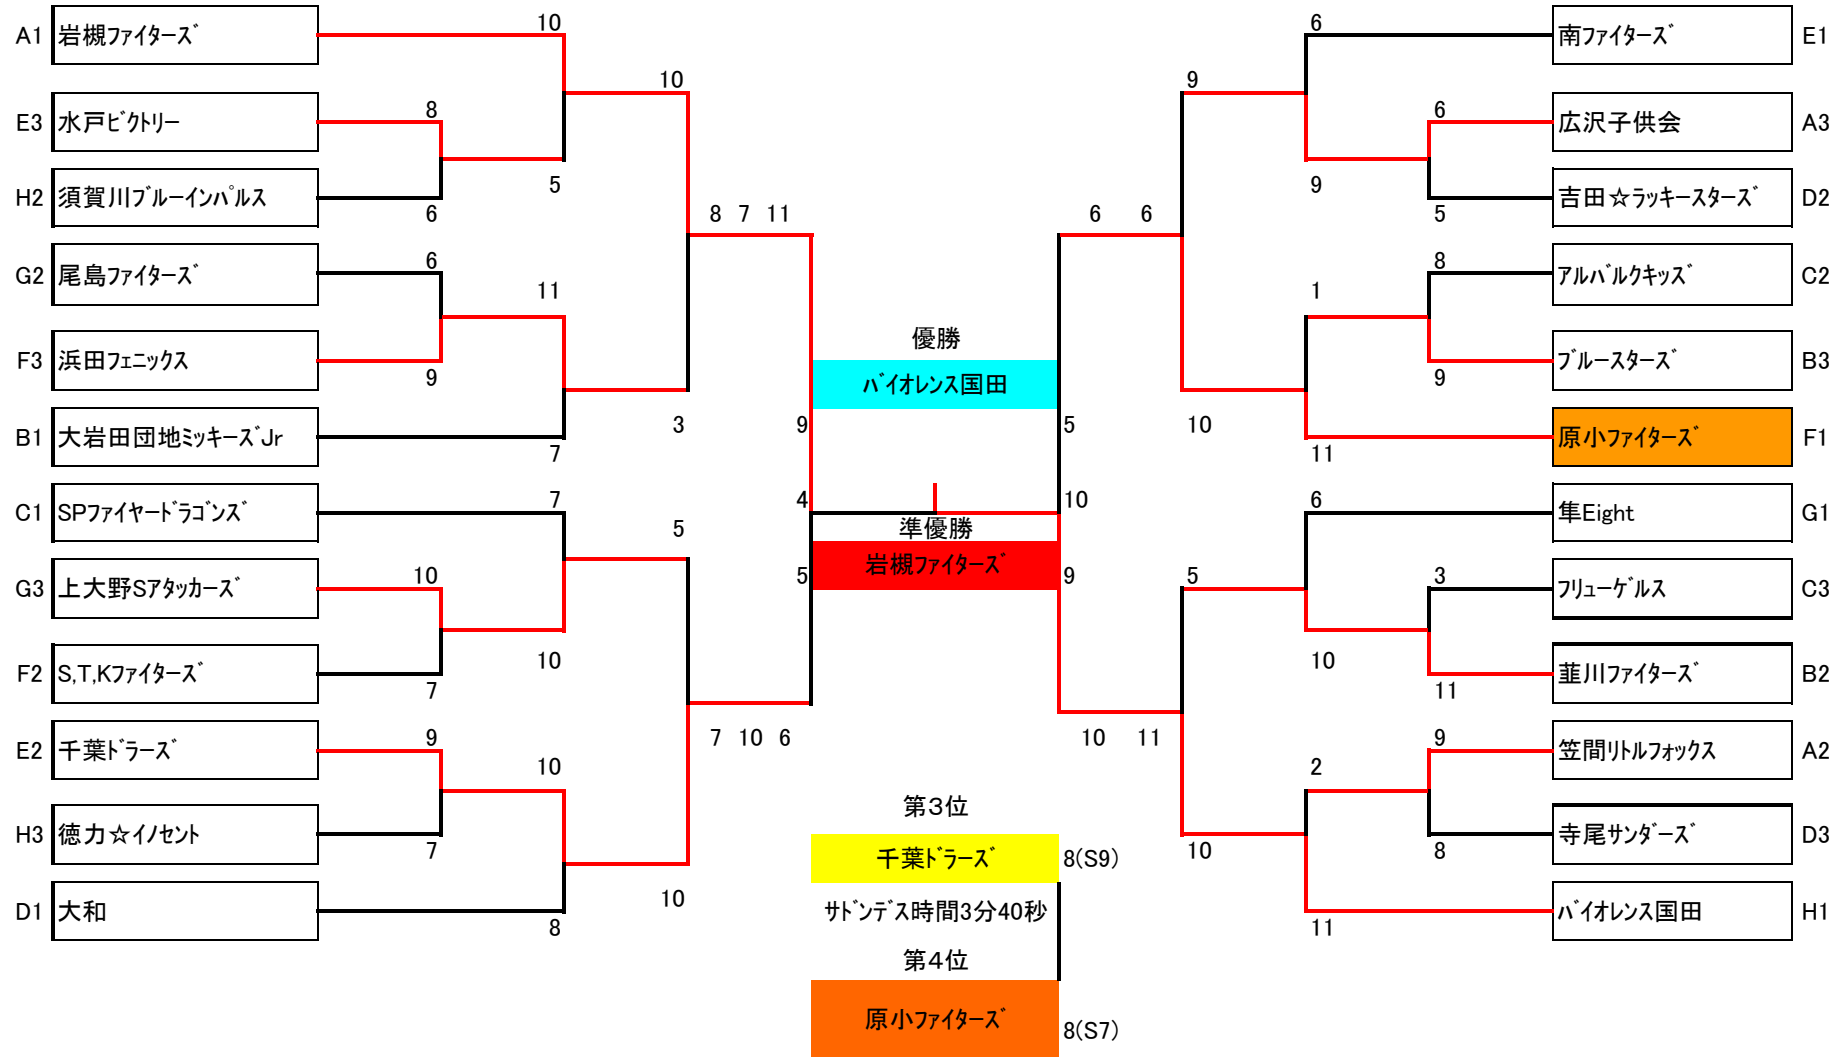 A1 岩槻ファイターズ 10 6 南ファイターズ E1
10 9
E3 水戸ビクトリー 8 6 広沢子供会 A3
5 9
H2 須賀川ブルーインパルス 6 5 吉田☆ラッキースターズ D2
8 7 11 6 6
G2 尾島ファイターズ 6 8 アルバルクキッズ C2
11 1
優勝
F3 浜田フェニックス 9 バイオレンス国田 9 ブルースターズ B3
3 9 5 10
B1 大岩田団地ミッキーズJr 7 11 原小ファイターズ F1
C1 SPファイヤードラゴンズ 7 4 10 6 隼Eight G1
5 準優勝
岩槻ファイターズ
5 9 5
G3 上大野Sアタッカーズ 10 3 フリューゲルス C3
10 10
F2 S,T,Kファイターズ 7 11 韮川ファイターズ B2
7 10 6 10 11
E2 千葉ドラーズ 9 9 笠間リトルフォックス A2
10 2
第3位
H3 徳力☆イノセント 7 8 寺尾サンダーズ D3
千葉ドラーズ 8(S9) 10
10 サドンデス時間3分40秒
D1 大和 8 11 バイオレンス国田 H1
第4位
原小ファイターズ 8(S7)